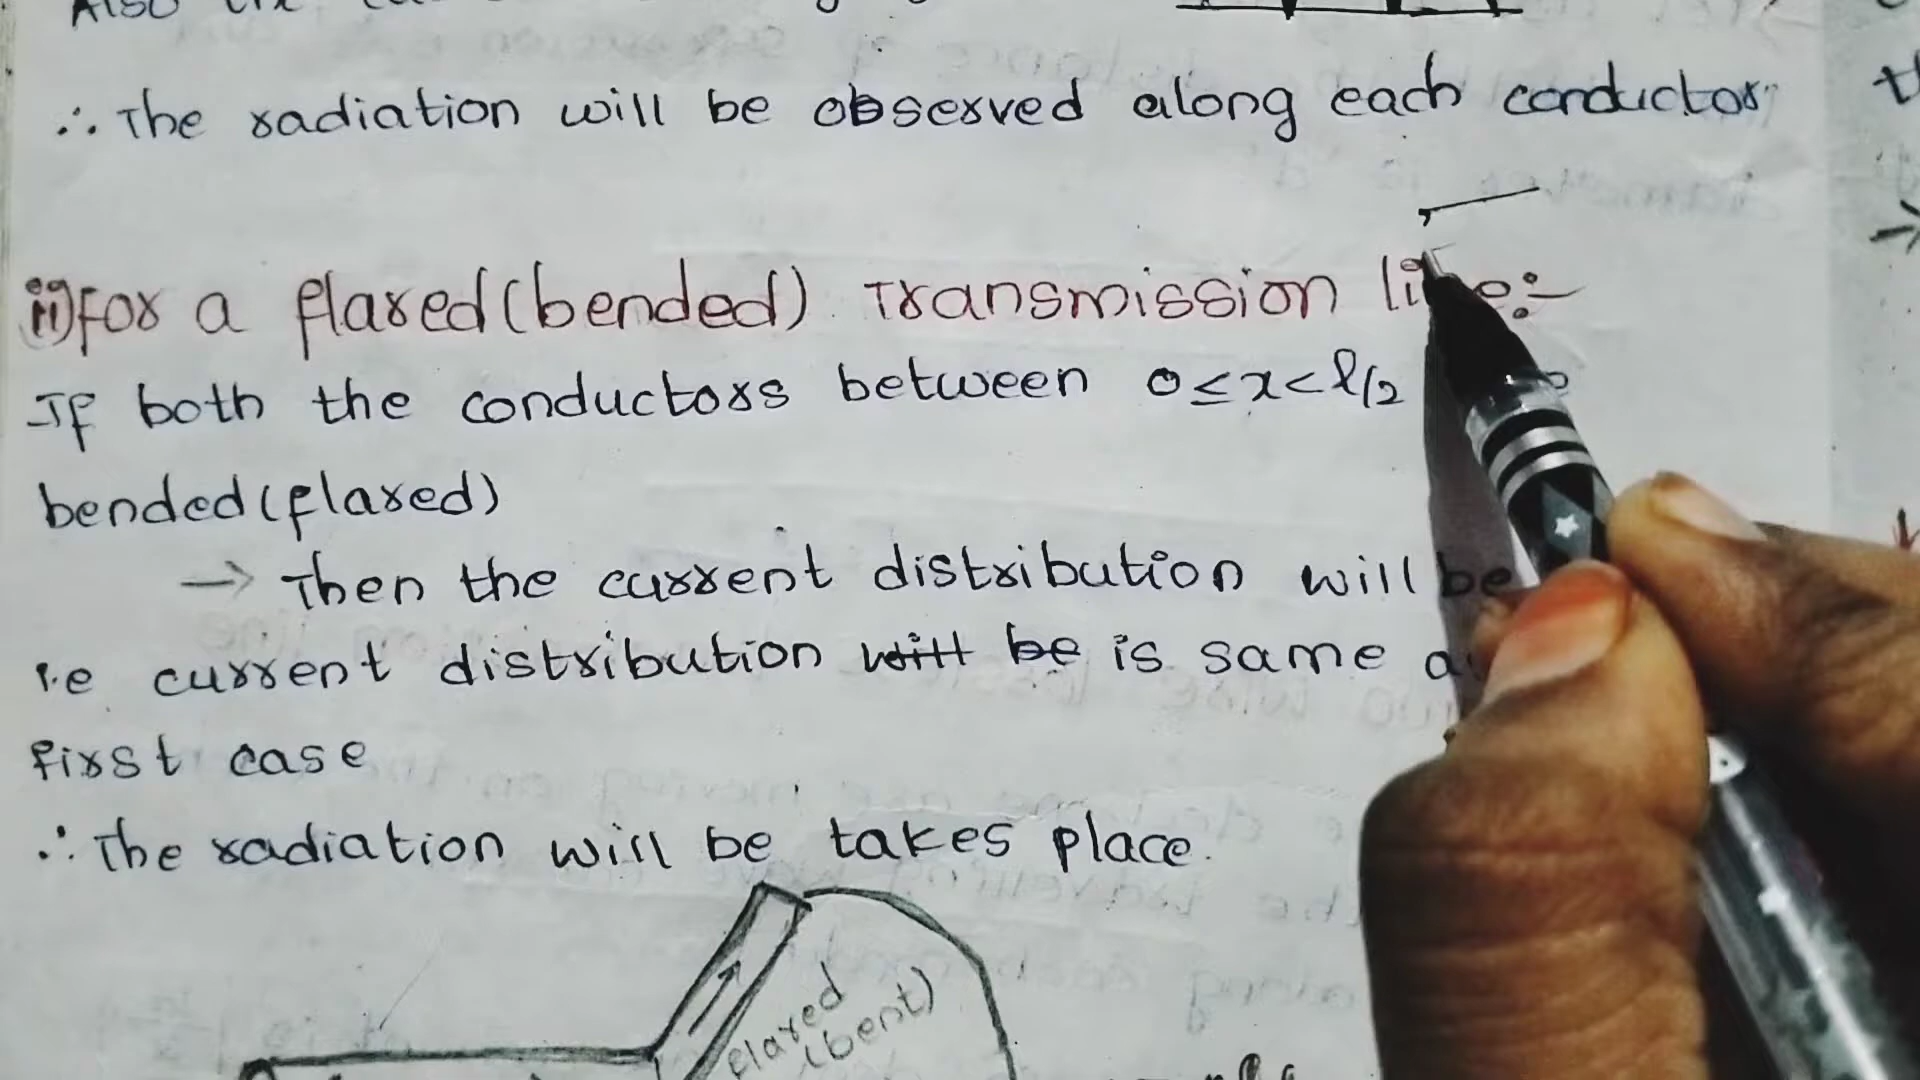 Also the
∴ The radiation will be observed along each conductor
ii) for a flared (bended) Transmission line:-
If both the conductors between 0 ≤ x < l/2
bended (flared)
→ Then the current distribution will be
i.e current distribution will be is same a
first case
∴ The radiation will be takes place.
flared
(bent)